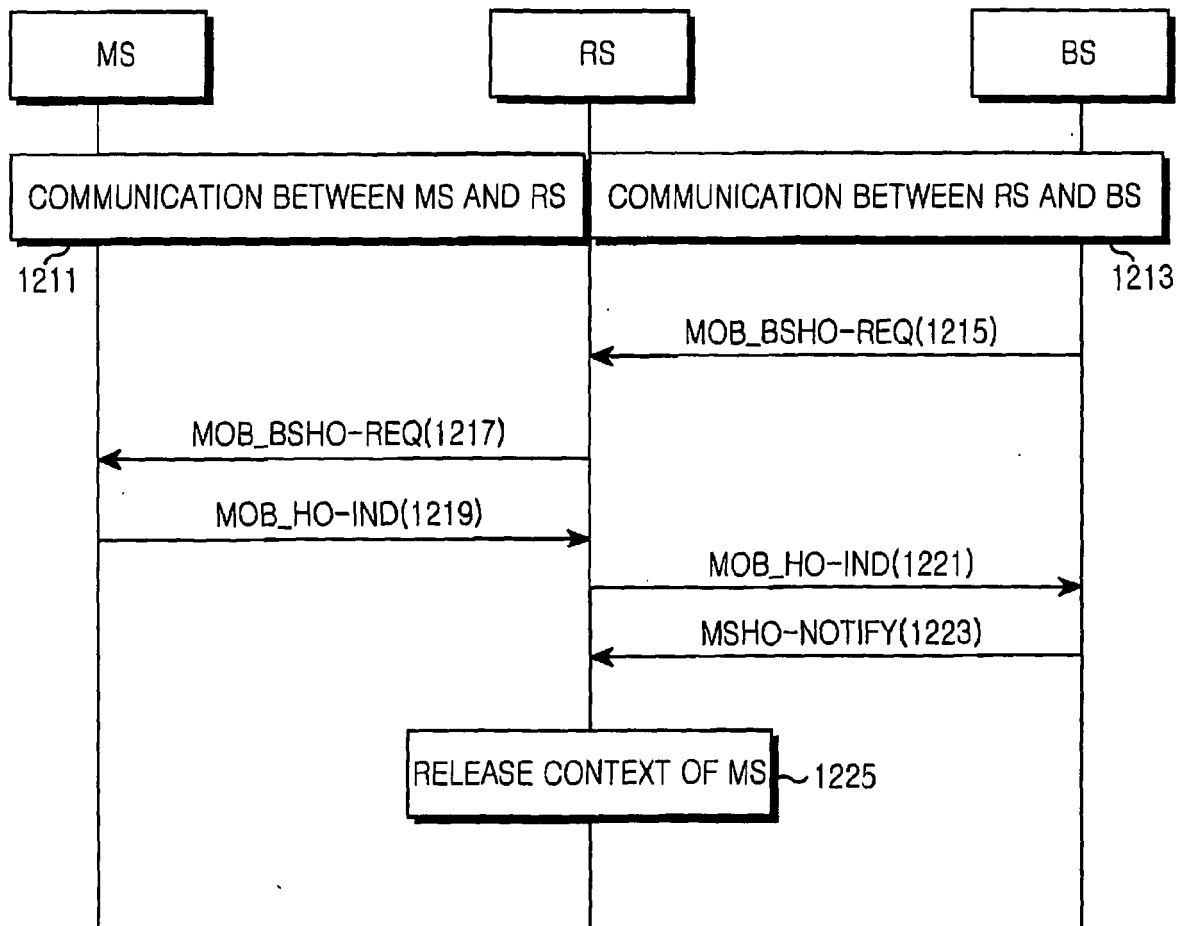 MS
RS
BS
COMMUNICATION BETWEEN MS AND RS
COMMUNICATION BETWEEN RS AND BS
1211
1213
MOB_BSHO-REQ(1215)
MOB_BSHO-REQ(1217)
MOB_HO-IND(1219)
MOB_HO-IND(1221)
MSHO-NOTIFY(1223)
RELEASE CONTEXT OF MS
1225